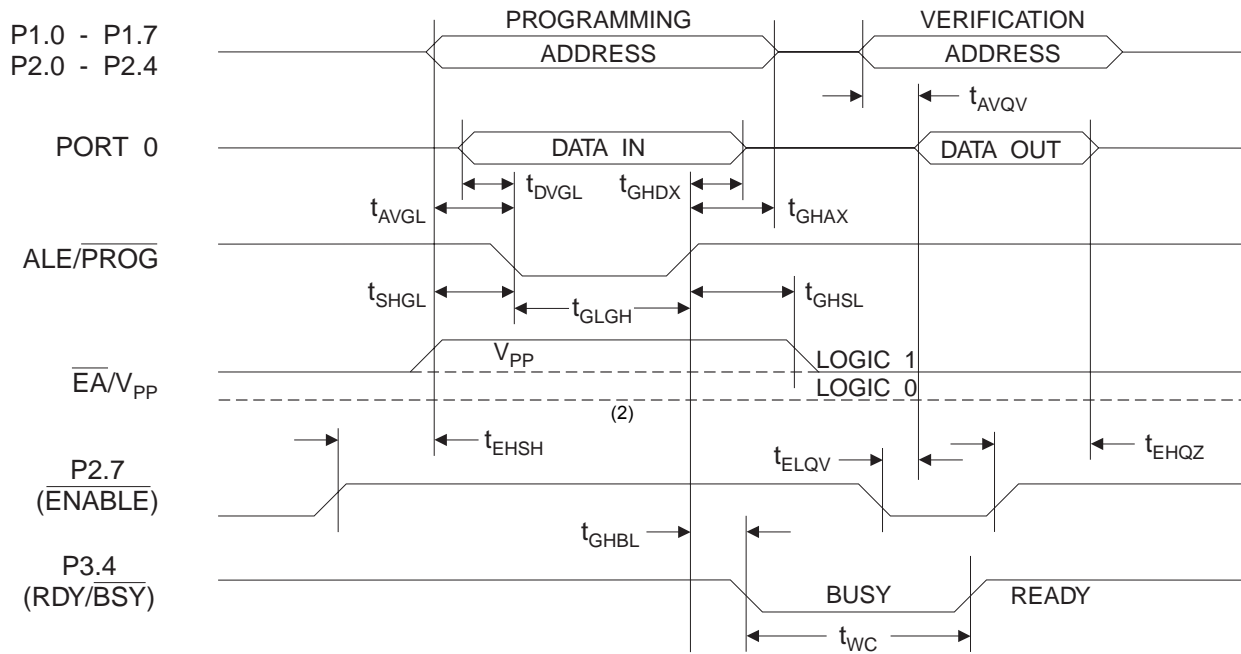 PROGRAMMING VERIFICATION
P1.0 - P1.7
P2.0 - P2.4
ADDRESS ADDRESS
tAVQV
PORT 0
DATA IN DATA OUT
tDVGL tGHDX
tAVGL tGHAX
ALE/PROG
tSHGL tGLGH tGHSL
VPP LOGIC 1
EA/VPP
LOGIC 0
(2)
tEHSH tELQV tEHQZ
P2.7
(ENABLE)
tGHBL
P3.4
(RDY/BSY)
BUSY READY
tWC